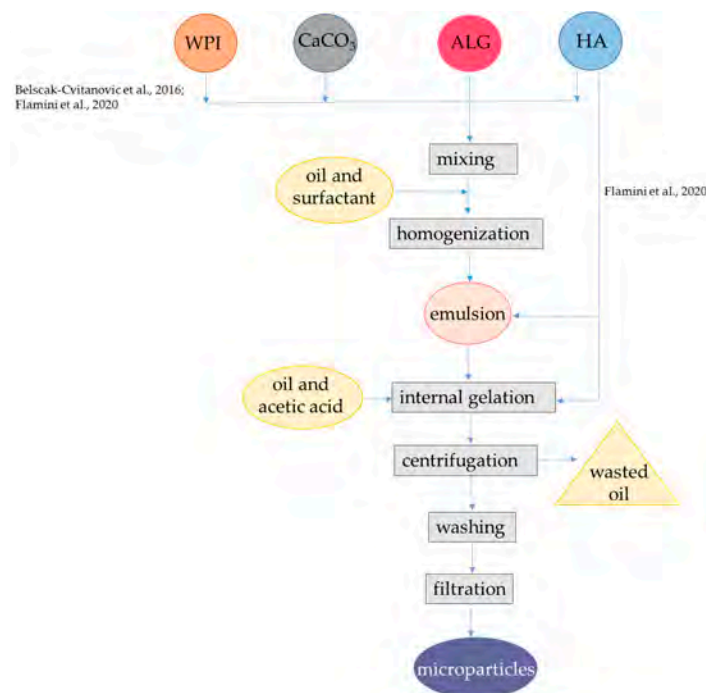 WPI
CaCO₃
ALG
HA
Belscak-Cvitanovic et al., 2016;
Flamini et al., 2020
mixing
oil and
surfactant
Flamini et al., 2020
homogenization
emulsion
oil and
acetic acid
internal gelation
centrifugation
wasted
oil
washing
filtration
microparticles